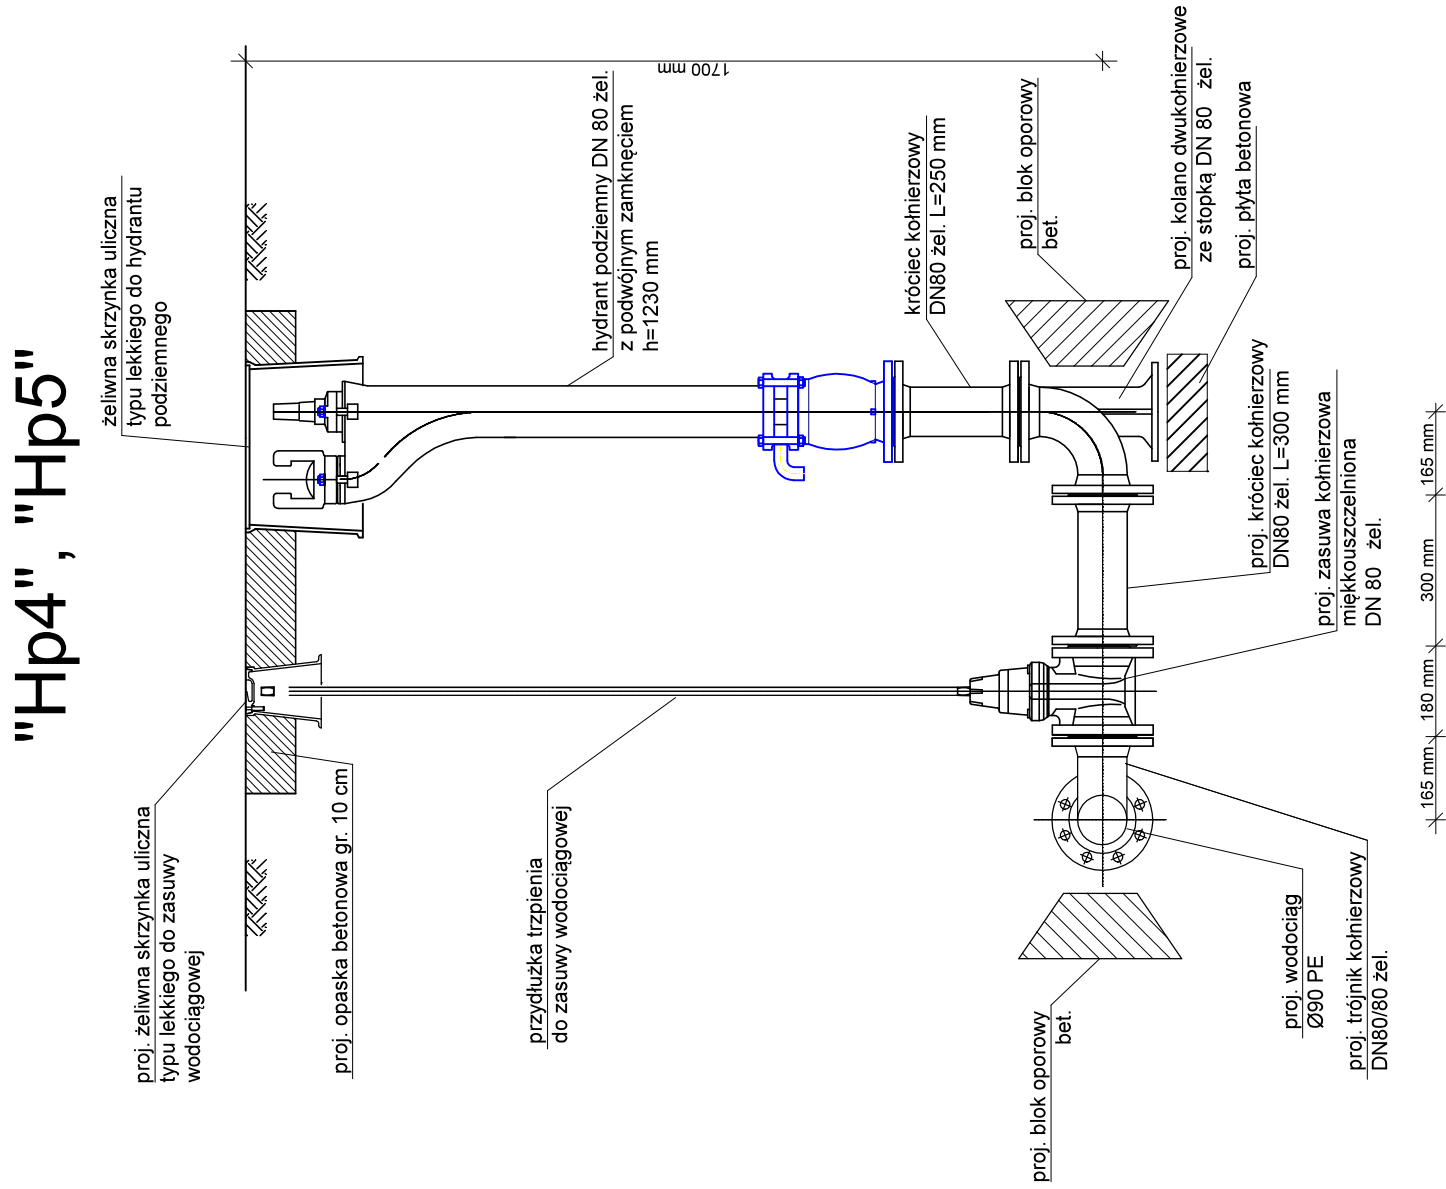 "Hp4", "Hp5"
żeliwna skrzynka uliczna
typu lekkiego do hydrantu
podziemnego
proj. żeliwna skrzynka uliczna
typu lekkiego do zasuwy
wodociągowej
proj. opaska betonowa gr. 10 cm
przydłużka trzpienia
do zasuwy wodociągowej
hydrant podziemny DN 80 żel.
z podwójnym zamknęciem
h=1230 mm
1700 mm
króciec kołnierzowy
DN80 żel. L=250 mm
proj. blok oporowy
bet.
proj. kolano dwukołnierzowe
ze stopką DN 80 żel.
proj. płyta betonowa
proj. króciec kołnierzowy
DN80 żel. L=300 mm
proj. zasuwa kołnierzowa
miękkouszczelniona
DN 80 żel.
proj. blok oporowy
bet.
proj. wodociąg
Ø90 PE
proj. trójnik kołnierzowy
DN80/80 żel.
165 mm
180 mm
300 mm
165 mm